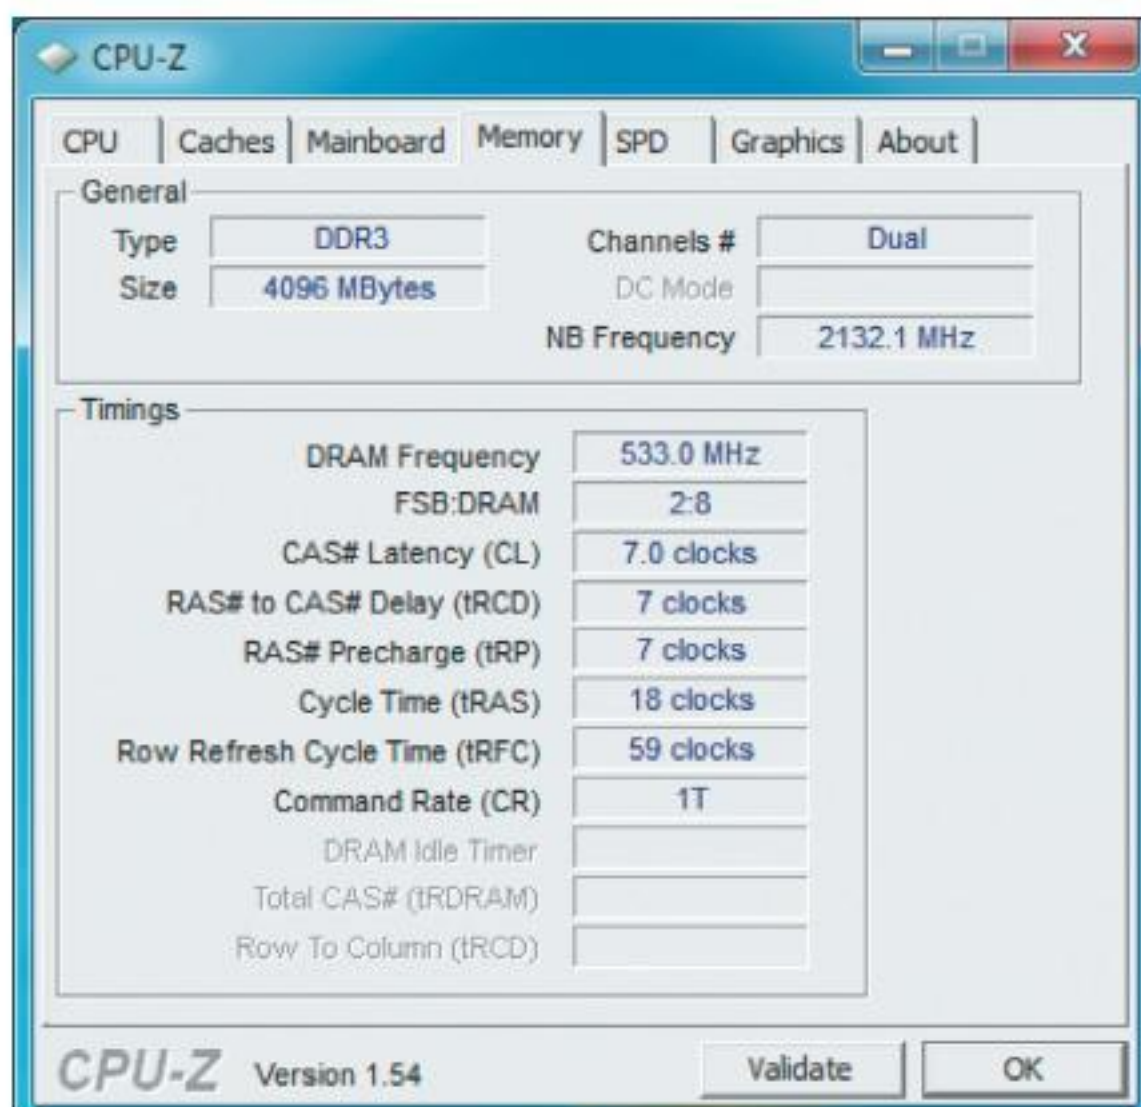 CPU-Z
CPU Caches Mainboard Memory SPD Graphics About
General
Type DDR3 Channels # Dual
Size 4096 MBytes DC Mode
NB Frequency 2132.1 MHz
Timings
DRAM Frequency 533.0 MHz
FSB:DRAM 2:8
CAS# Latency (CL) 7.0 clocks
RAS# to CAS# Delay (tRCD) 7 clocks
RAS# Precharge (tRP) 7 clocks
Cycle Time (tRAS) 18 clocks
Row Refresh Cycle Time (tRFC) 59 clocks
Command Rate (CR) 1T
DRAM Idle Timer
Total CAS# (tRDRAM)
Row To Column (tRCD)
CPU-Z Version 1.54 Validate OK